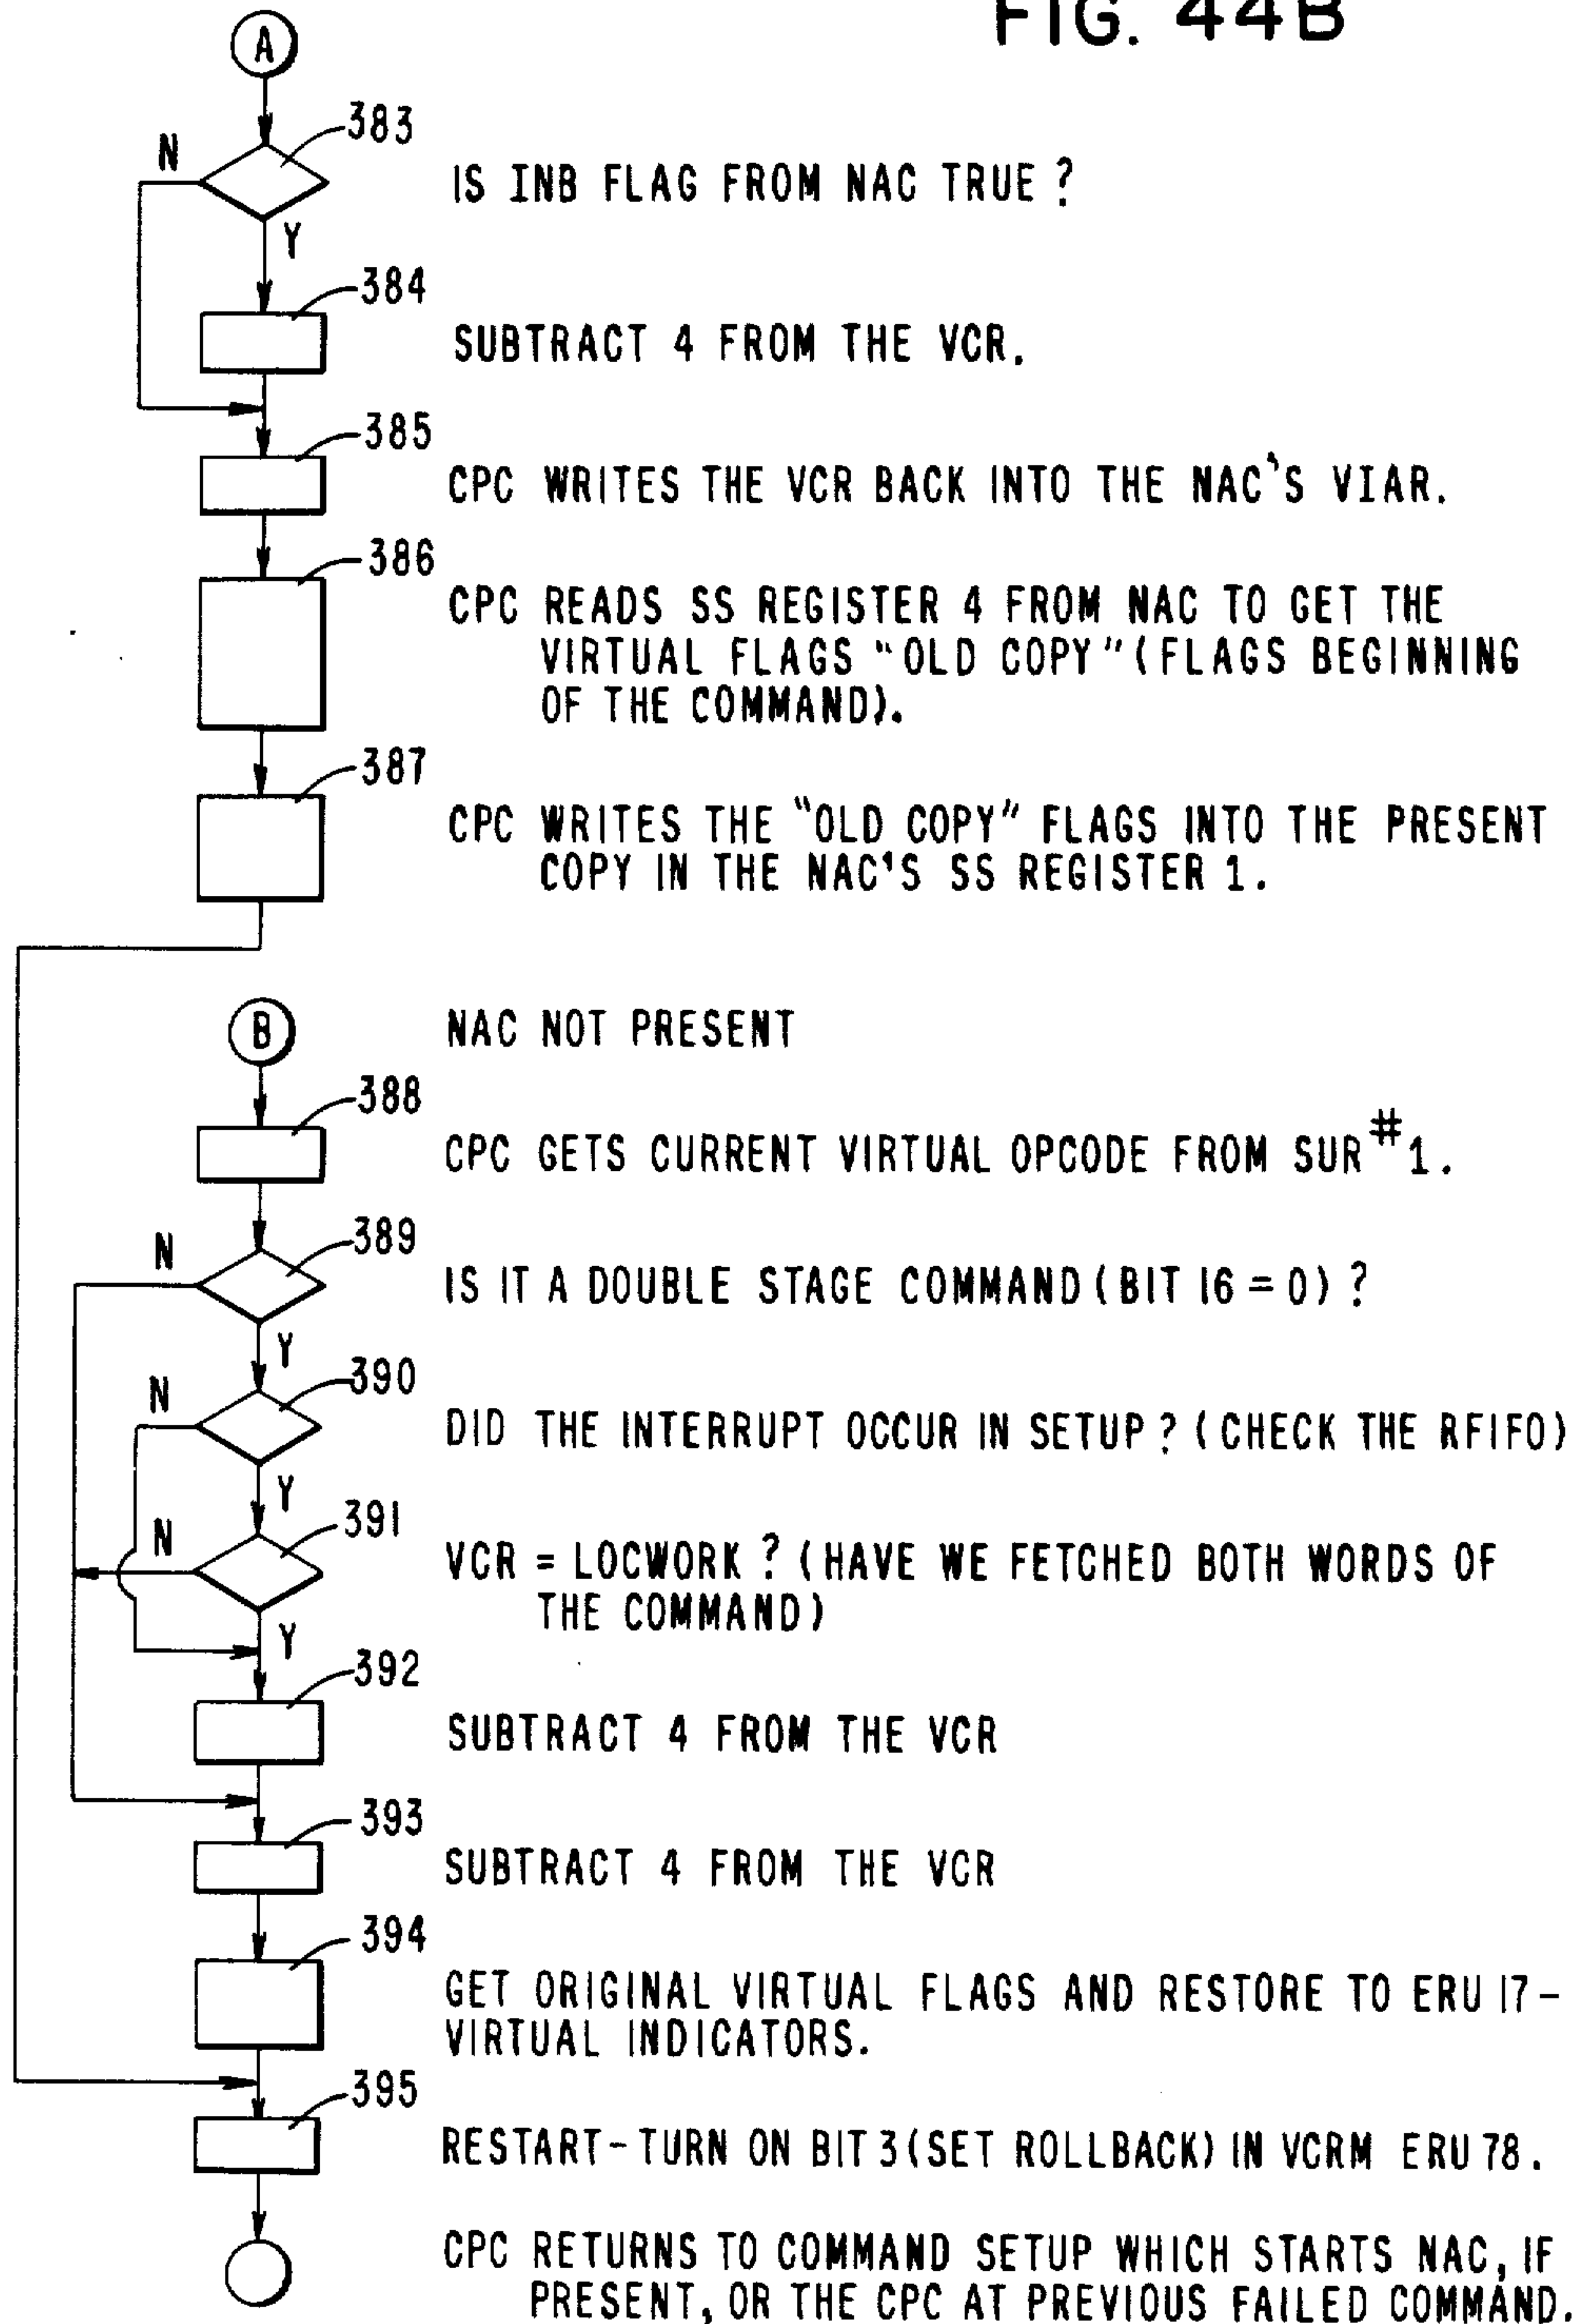 FIG. 44B
A
383
N
IS INB FLAG FROM NAC TRUE ?
Y
384
SUBTRACT 4 FROM THE VCR.
385
CPC WRITES THE VCR BACK INTO THE NAC'S VIAR.
386
CPC READS SS REGISTER 4 FROM NAC TO GET THE
VIRTUAL FLAGS "OLD COPY" (FLAGS BEGINNING
OF THE COMMAND).
387
CPC WRITES THE "OLD COPY" FLAGS INTO THE PRESENT
COPY IN THE NAC'S SS REGISTER 1.
B
NAC NOT PRESENT
388
CPC GETS CURRENT VIRTUAL OPCODE FROM SUR #1.
389
N
IS IT A DOUBLE STAGE COMMAND (BIT 16 = 0) ?
Y
390
N
DID THE INTERRUPT OCCUR IN SETUP ? (CHECK THE RFIFO)
Y
391
N
VCR = LOCWORK ? (HAVE WE FETCHED BOTH WORDS OF
THE COMMAND)
Y
392
SUBTRACT 4 FROM THE VCR
393
SUBTRACT 4 FROM THE VCR
394
GET ORIGINAL VIRTUAL FLAGS AND RESTORE TO ERU 17-
VIRTUAL INDICATORS.
395
RESTART-TURN ON BIT 3 (SET ROLLBACK) IN VCRM ERU 78.
CPC RETURNS TO COMMAND SETUP WHICH STARTS NAC, IF
PRESENT, OR THE CPC AT PREVIOUS FAILED COMMAND.